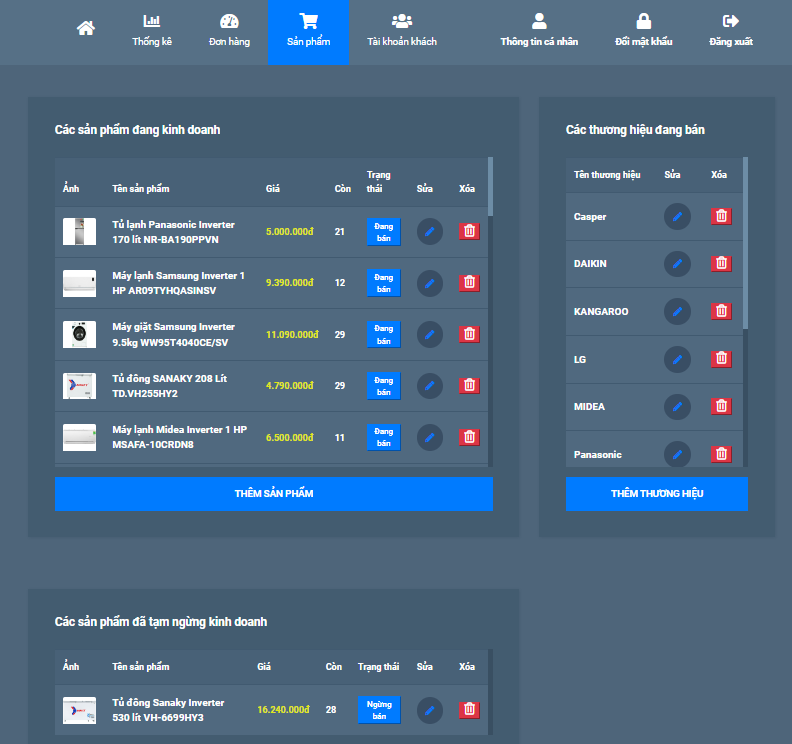 Thống kê
Đơn hàng
Sản phẩm
Tài khoản khách
Thông tin cá nhân
Đổi mật khẩu
Đăng xuất
Các sản phẩm đang kinh doanh
Ảnh
Tên sản phẩm
Giá
Còn
Trạng
thái
Sửa
Xóa
Tủ lạnh Panasonic Inverter
170 lít NR-BA190PPVN
5.000.000đ
21
Đang
bán
Máy lạnh Samsung Inverter 1
HP AR09TYHQASINSV
9.390.000đ
12
Đang
bán
Máy giặt Samsung Inverter
9.5kg WW95T4040CE/SV
11.090.000đ
29
Đang
bán
Tủ đông SANAKY 208 Lít
TD.VH255HY2
4.790.000đ
29
Đang
bán
Máy lạnh Midea Inverter 1 HP
MSAFA-10CRDN8
6.500.000đ
11
Đang
bán
THÊM SẢN PHẨM
Các thương hiệu đang bán
Tên thương hiệu
Sửa
Xóa
Casper
DAIKIN
KANGAROO
LG
MIDEA
Panasonic
THÊM THƯƠNG HIỆU
Các sản phẩm đã tạm ngừng kinh doanh
Ảnh
Tên sản phẩm
Giá
Còn
Trạng thái
Sửa
Xóa
Tủ đông Sanaky Inverter
530 lít VH-6699HY3
16.240.000đ
28
Ngừng
bán